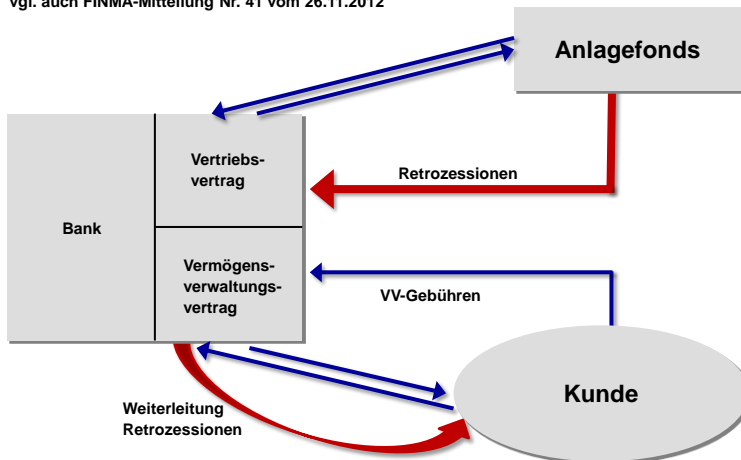 vgl. auch FINMA-Mitteilung Nr. 41 vom 26.11.2012
Anlagefonds
Vertriebs-
vertrag
Retrozessionen
Bank
Vermögens-
verwaltungs-
vertrag
VV-Gebühren
Kunde
Weiterleitung
Retrozessionen